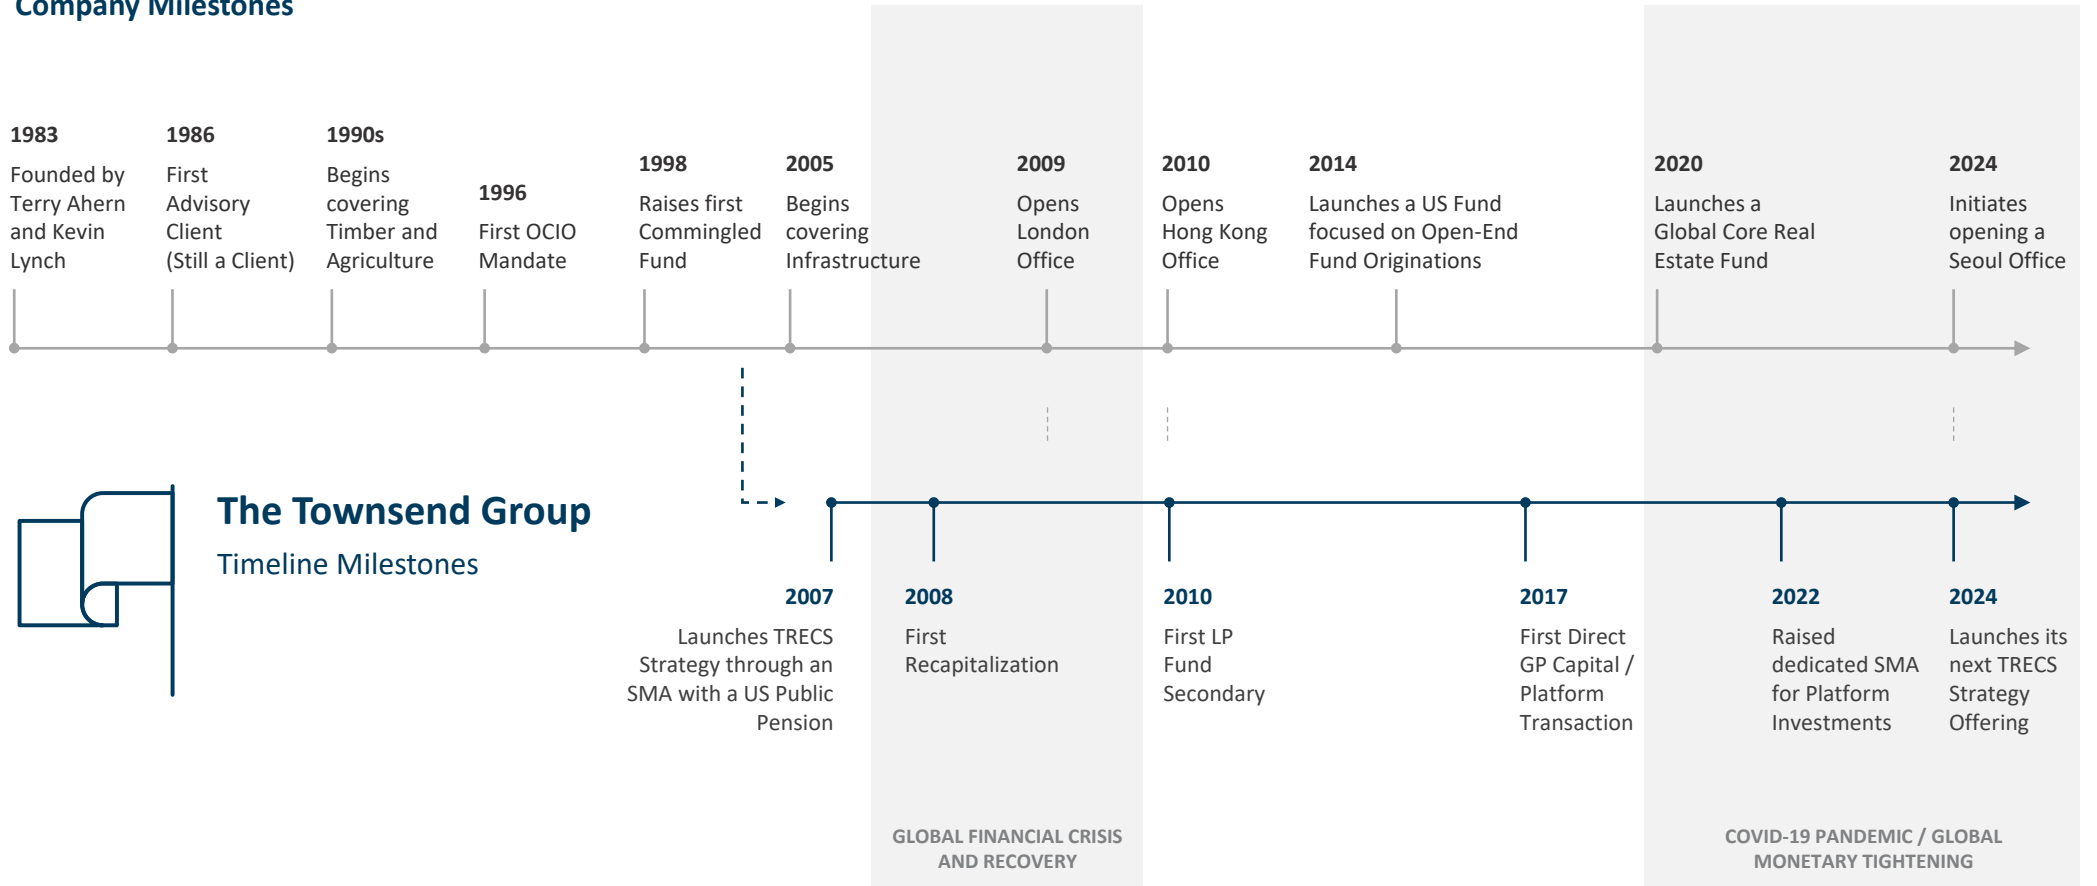 Company Milestones
1983
Founded by
Terry Ahern
and Kevin
Lynch
1986
First
Advisory
Client
(Still a Client)
1990s
Begins
covering
Timber and
Agriculture
1996
First OCIO
Mandate
1998
Raises first
Commingled
Fund
2005
Begins
covering
Infrastructure
2009
Opens
London
Office
2010
Opens
Hong Kong
Office
2014
Launches a US Fund
focused on Open-End
Fund Originations
2020
Launches a
Global Core Real
Estate Fund
2024
Initiates
opening a
Seoul Office
The Townsend Group
Timeline Milestones
2007
Launches TRECS
Strategy through an
SMA with a US Public
Pension
2008
First
Recapitalization
2010
First LP
Fund
Secondary
2017
First Direct
GP Capital /
Platform
Transaction
2022
Raised
dedicated SMA
for Platform
Investments
2024
Launches its
next TRECS
Strategy
Offering
GLOBAL FINANCIAL CRISIS
AND RECOVERY
COVID-19 PANDEMIC / GLOBAL
MONETARY TIGHTENING